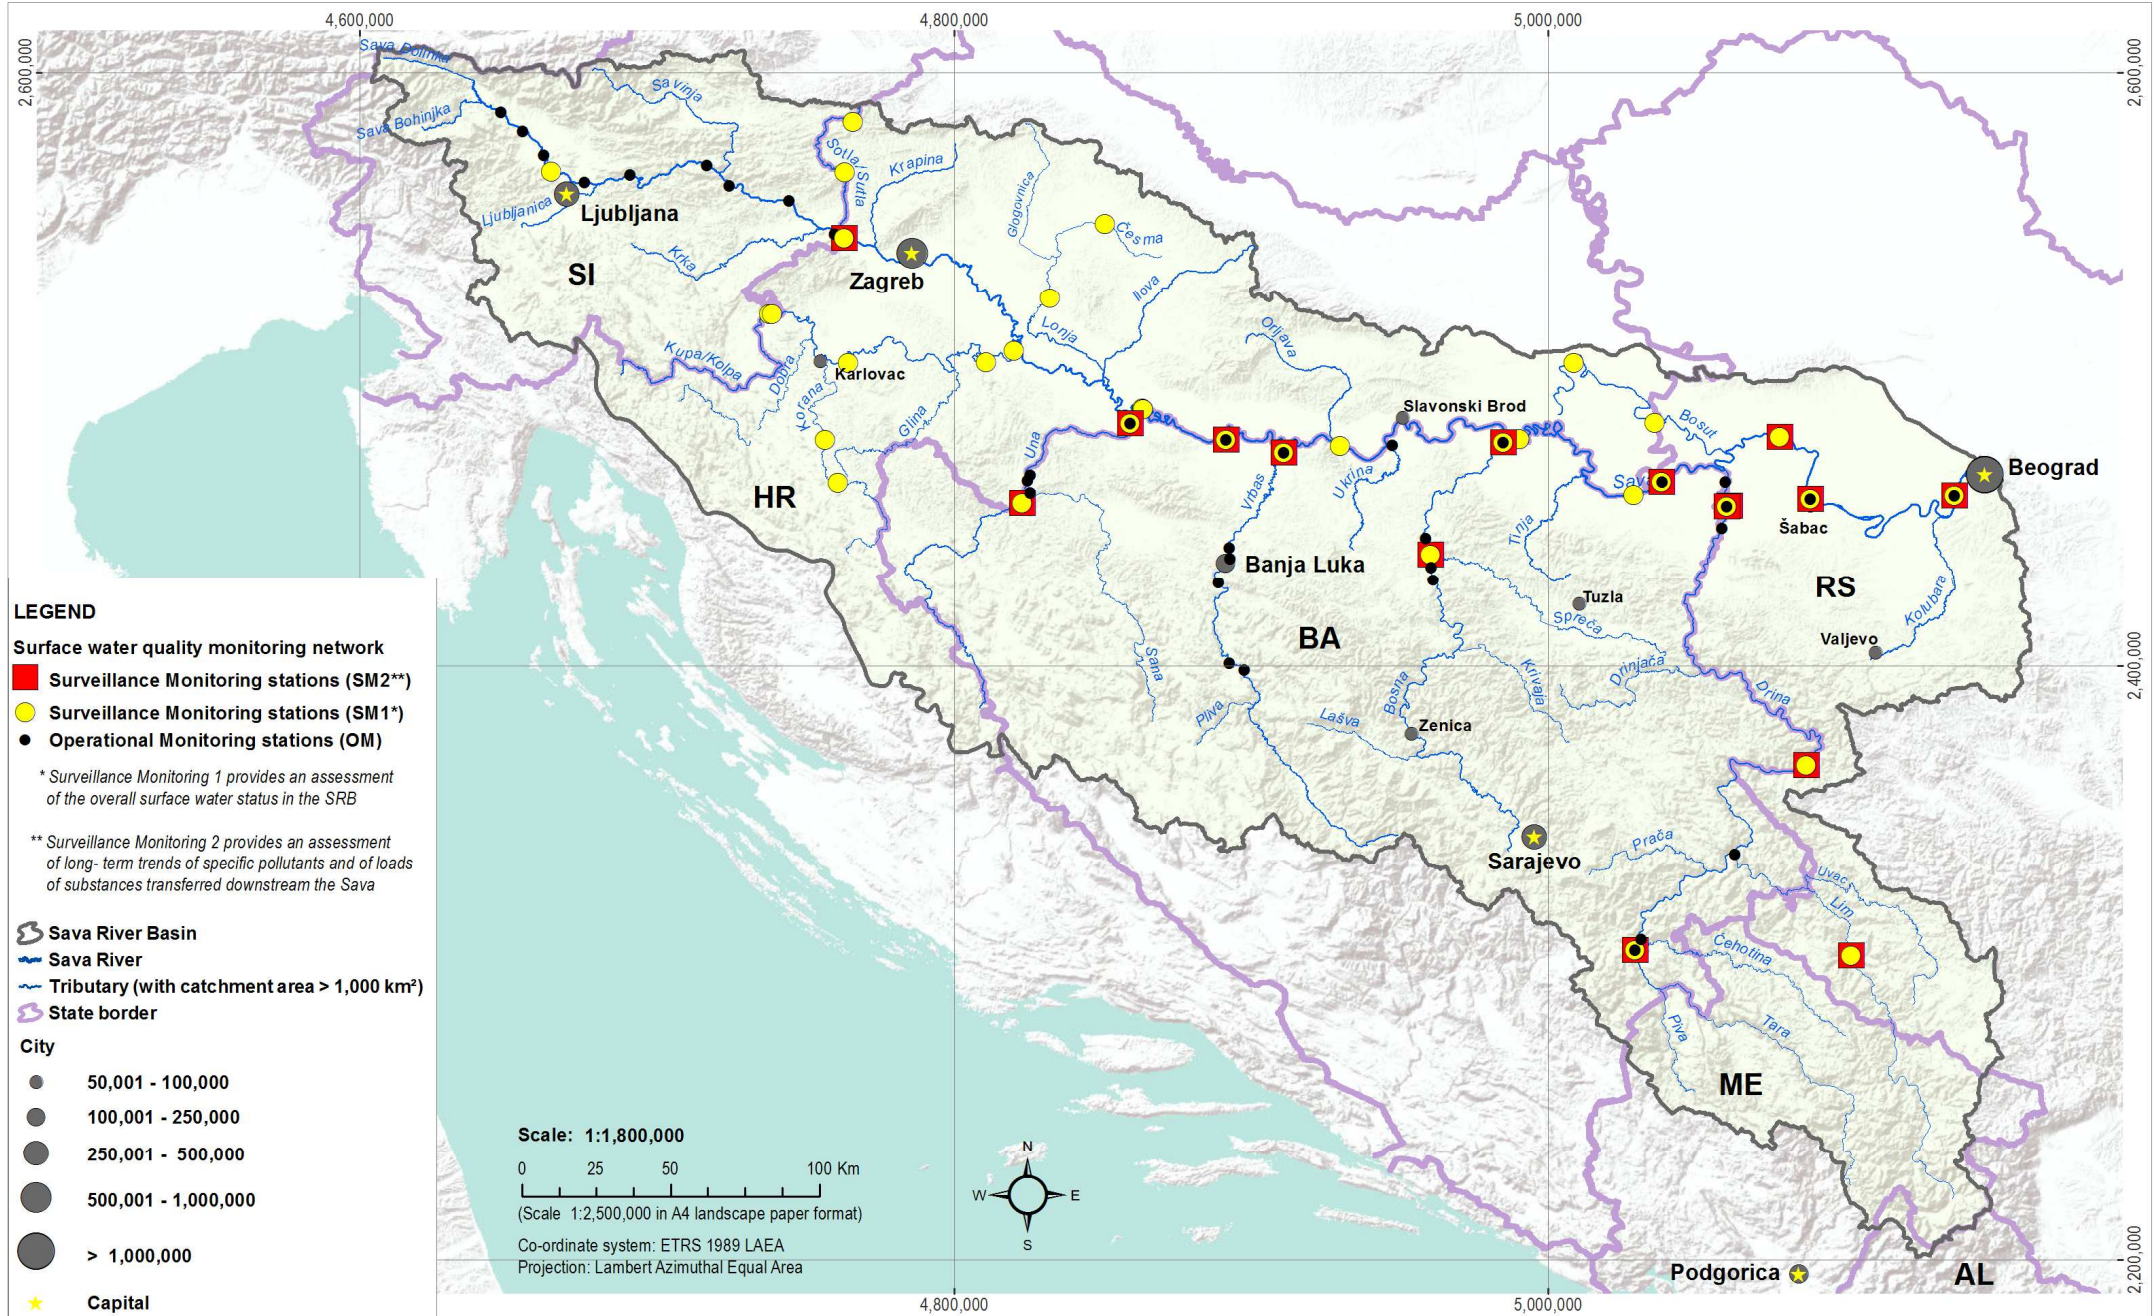 4,600,000
4,800,000
5,000,000
2,600,000
2,600,000
Sava Dolinka
Sava Bohinjka
Savinja
Sotla/Sutla
Krapina
Glogovnica
Česma
Ljubljanica
Ljubljana
Krka
SI
Zagreb
Ilova
Lonja
Orljava
Kupa/Kolpa
Dobra
Karlovac
Korana
Glina
Slavonski Brod
Bosut
Una
HR
Vrbas
Ukrina
Sava
Beograd
Šabac
Tinja
Banja Luka
RS
Tuzla
Spreča
Kolubara
Valjevo
BA
Sana
Krivaja
Drinjača
Bosna
Drina
2,400,000
Pliva
Lašva
Zenica
Sarajevo
Prača
Uvac
Lim
Ćehotina
Piva
Tara
ME
Podgorica
AL
2,200,000
4,800,000
5,000,000
LEGEND
Surface water quality monitoring network
Surveillance Monitoring stations (SM2**)
Surveillance Monitoring stations (SM1*)
Operational Monitoring stations (OM)
* Surveillance Monitoring 1 provides an assessment
of the overall surface water status in the SRB
** Surveillance Monitoring 2 provides an assessment
of long- term trends of specific pollutants and of loads
of substances transferred downstream the Sava
Sava River Basin
Sava River
Tributary (with catchment area > 1,000 km²)
State border
City
50,001 - 100,000
100,001 - 250,000
250,001 - 500,000
500,001 - 1,000,000
> 1,000,000
Capital
Scale: 1:1,800,000
0 25 50 100 Km
(Scale 1:2,500,000 in A4 landscape paper format)
Co-ordinate system: ETRS 1989 LAEA
Projection: Lambert Azimuthal Equal Area
N
W
E
S